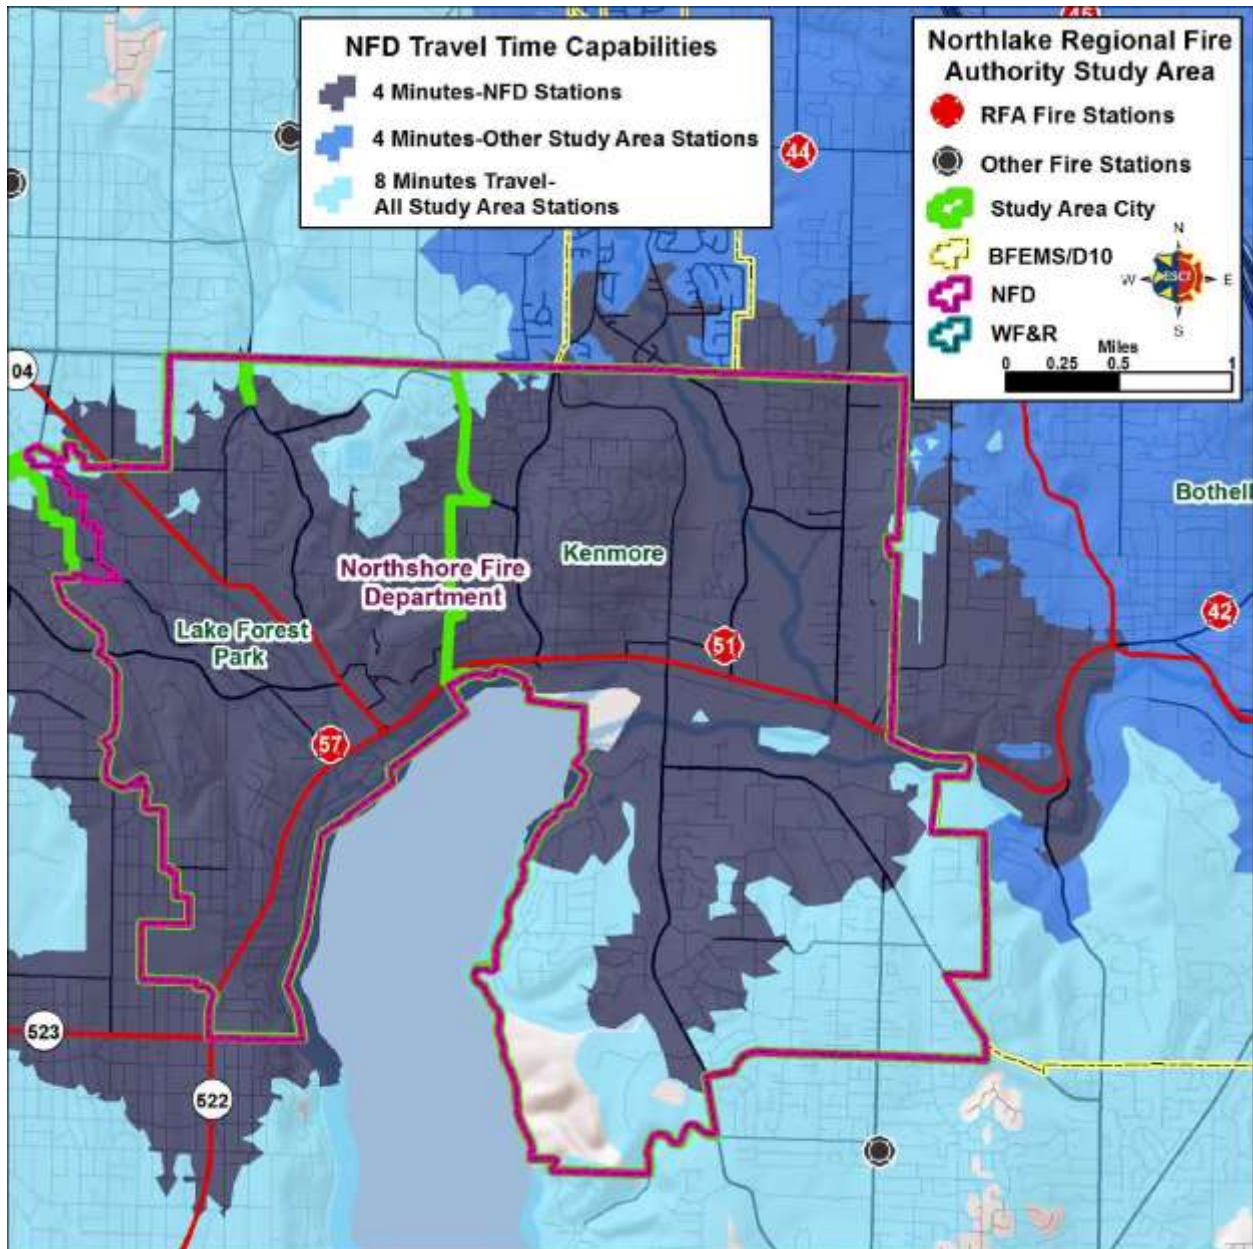 NFD Travel Time Capabilities
4 Minutes-NFD Stations
4 Minutes-Other Study Area Stations
8 Minutes Travel-
All Study Area Stations
Northlake Regional Fire
Authority Study Area
RFA Fire Stations
Other Fire Stations
Study Area City
BFEMS/D10
NFD
WF&R
N
W
ESCI
E
S
Miles
0 0.25 0.5 1
45
44
04
Bothell
Kenmore
Northshore Fire
Department
42
Lake Forest
Park
51
57
523
522